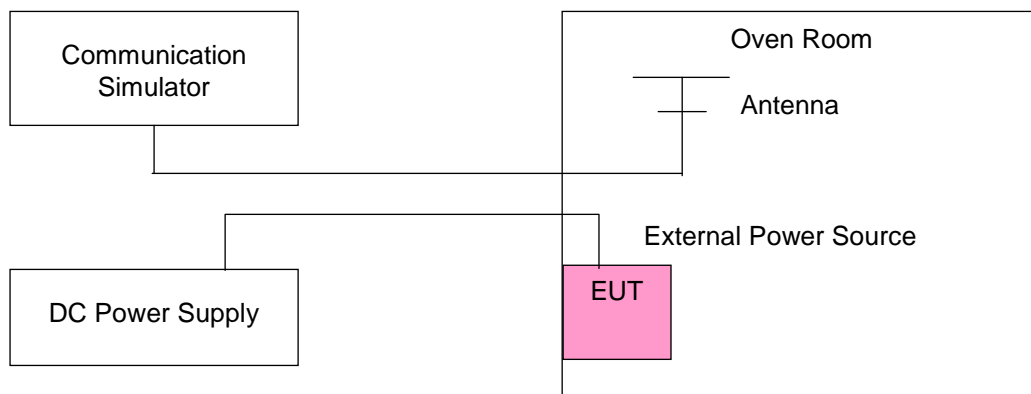 Communication
Simulator
Oven Room
Antenna
External Power Source
DC Power Supply
EUT